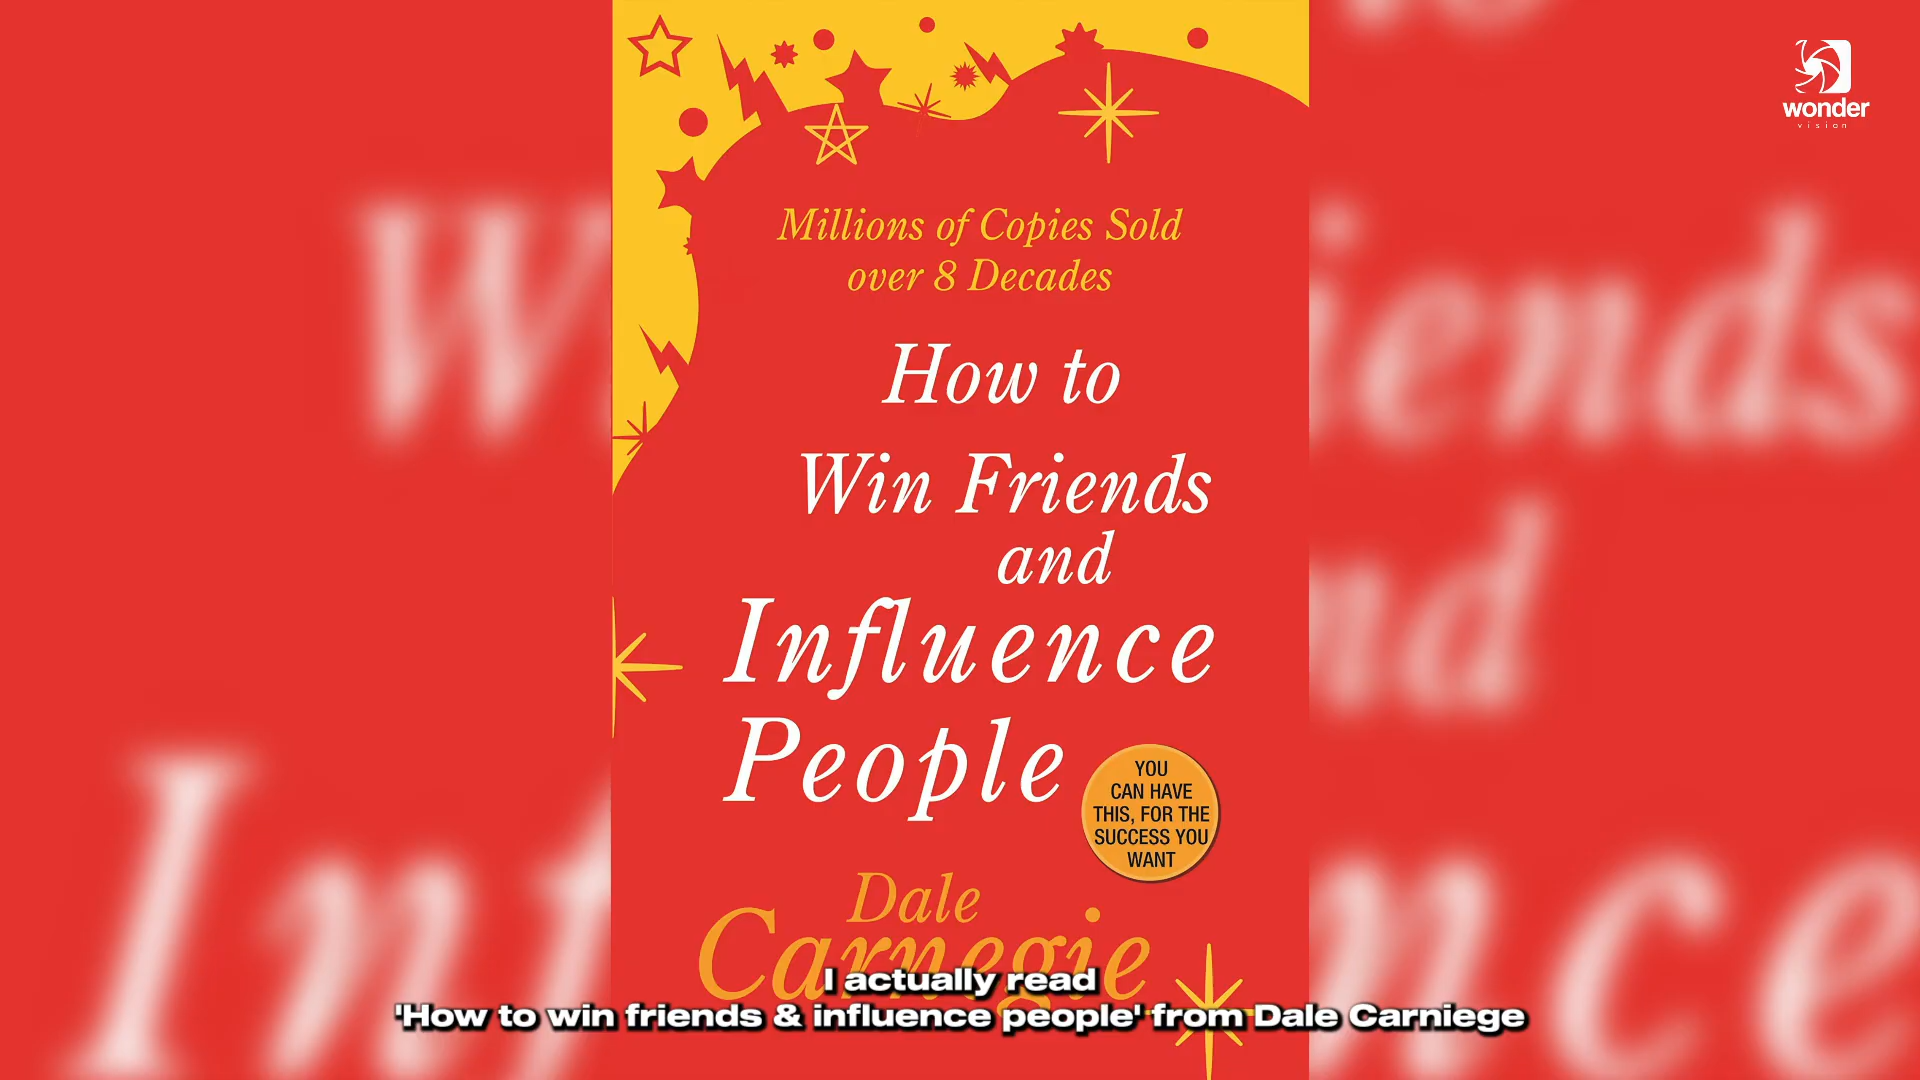 wonder
vision
Millions of Copies Sold
over 8 Decades
How to
Win Friends
and
Influence
People
YOU
CAN HAVE
THIS, FOR THE
SUCCESS YOU
WANT
Dale
Carnegie
I actually read
'How to win friends & influence people' from Dale Carniege